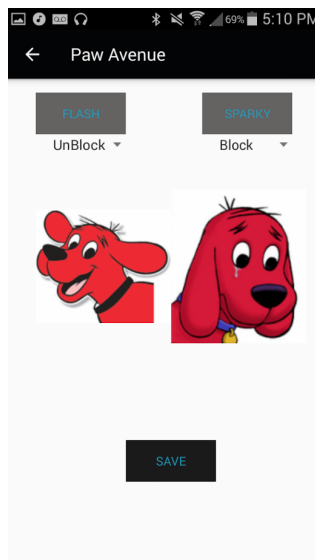 69% 5:10 PM
Paw Avenue
FLASH SPARKY
UnBlock Block
SAVE